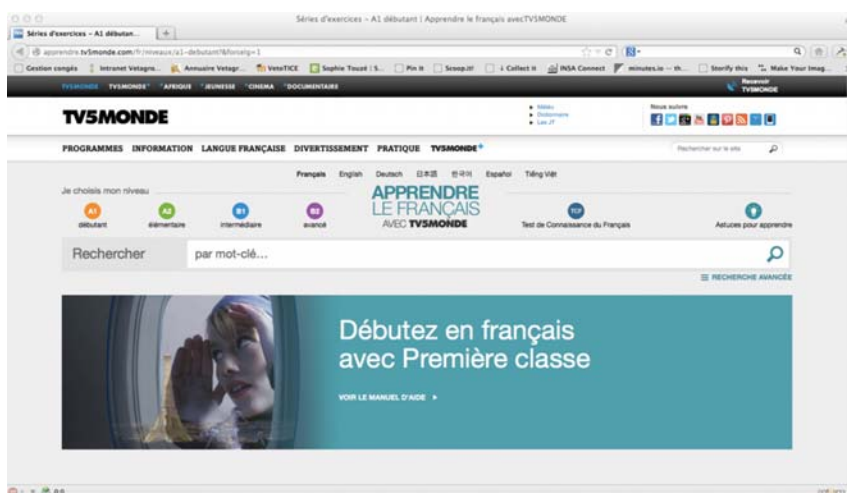 Séries d'exercices – A1 débutant | Apprendre le français avecTV5MONDE
Séries d'exercices – A1 débutan...
apprendre.tv5monde.com/fr/niveaux/a1-debutant?&forcelg=1
Gestion congés Intranet Vetagro... Annuaire Vetagr... VetoTICE Sophie Touzé | S... Pin It Scoop.it! INSA Connect minutes.io — th... Storify this Make Your Imag...
TV5MONDE TV5MONDE+ +AFRIQUE +JEUNESSE +CINEMA +DOCUMENTAIRE
Recevoir
TV5MONDE
TV5MONDE
Météo
Dictionnaire
Les JT
Nous suivre
PROGRAMMES INFORMATION LANGUE FRANÇAISE DIVERTISSEMENT PRATIQUE TV5MONDE+
Rechercher sur le site
Français English Deutsch 日本語 한국어 Español Tiếng Việt
Je choisis mon niveau
A1 A2 B1 B2
débutant élémentaire intermédiaire avancé
APPRENDRE
LE FRANÇAIS
AVEC TV5MONDE
TCF
Test de Connaissance du Français
Astuces pour apprendre
Rechercher par mot-clé...
RECHERCHE AVANCÉE
Débutez en français
avec Première classe
VOIR LE MANUEL D'AIDE